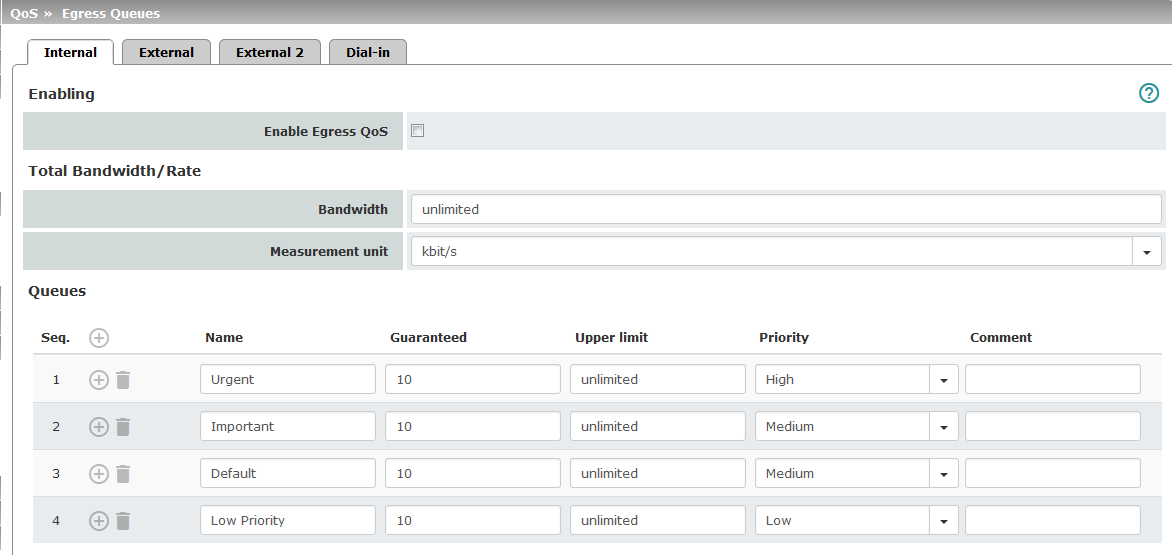 QoS » Egress Queues
Internal External External 2 Dial-in
Enabling
Enable Egress QoS
Total Bandwidth/Rate
Bandwidth unlimited
Measurement unit kbit/s
Queues
Seq. Name Guaranteed Upper limit Priority Comment
1 Urgent 10 unlimited High
2 Important 10 unlimited Medium
3 Default 10 unlimited Medium
4 Low Priority 10 unlimited Low